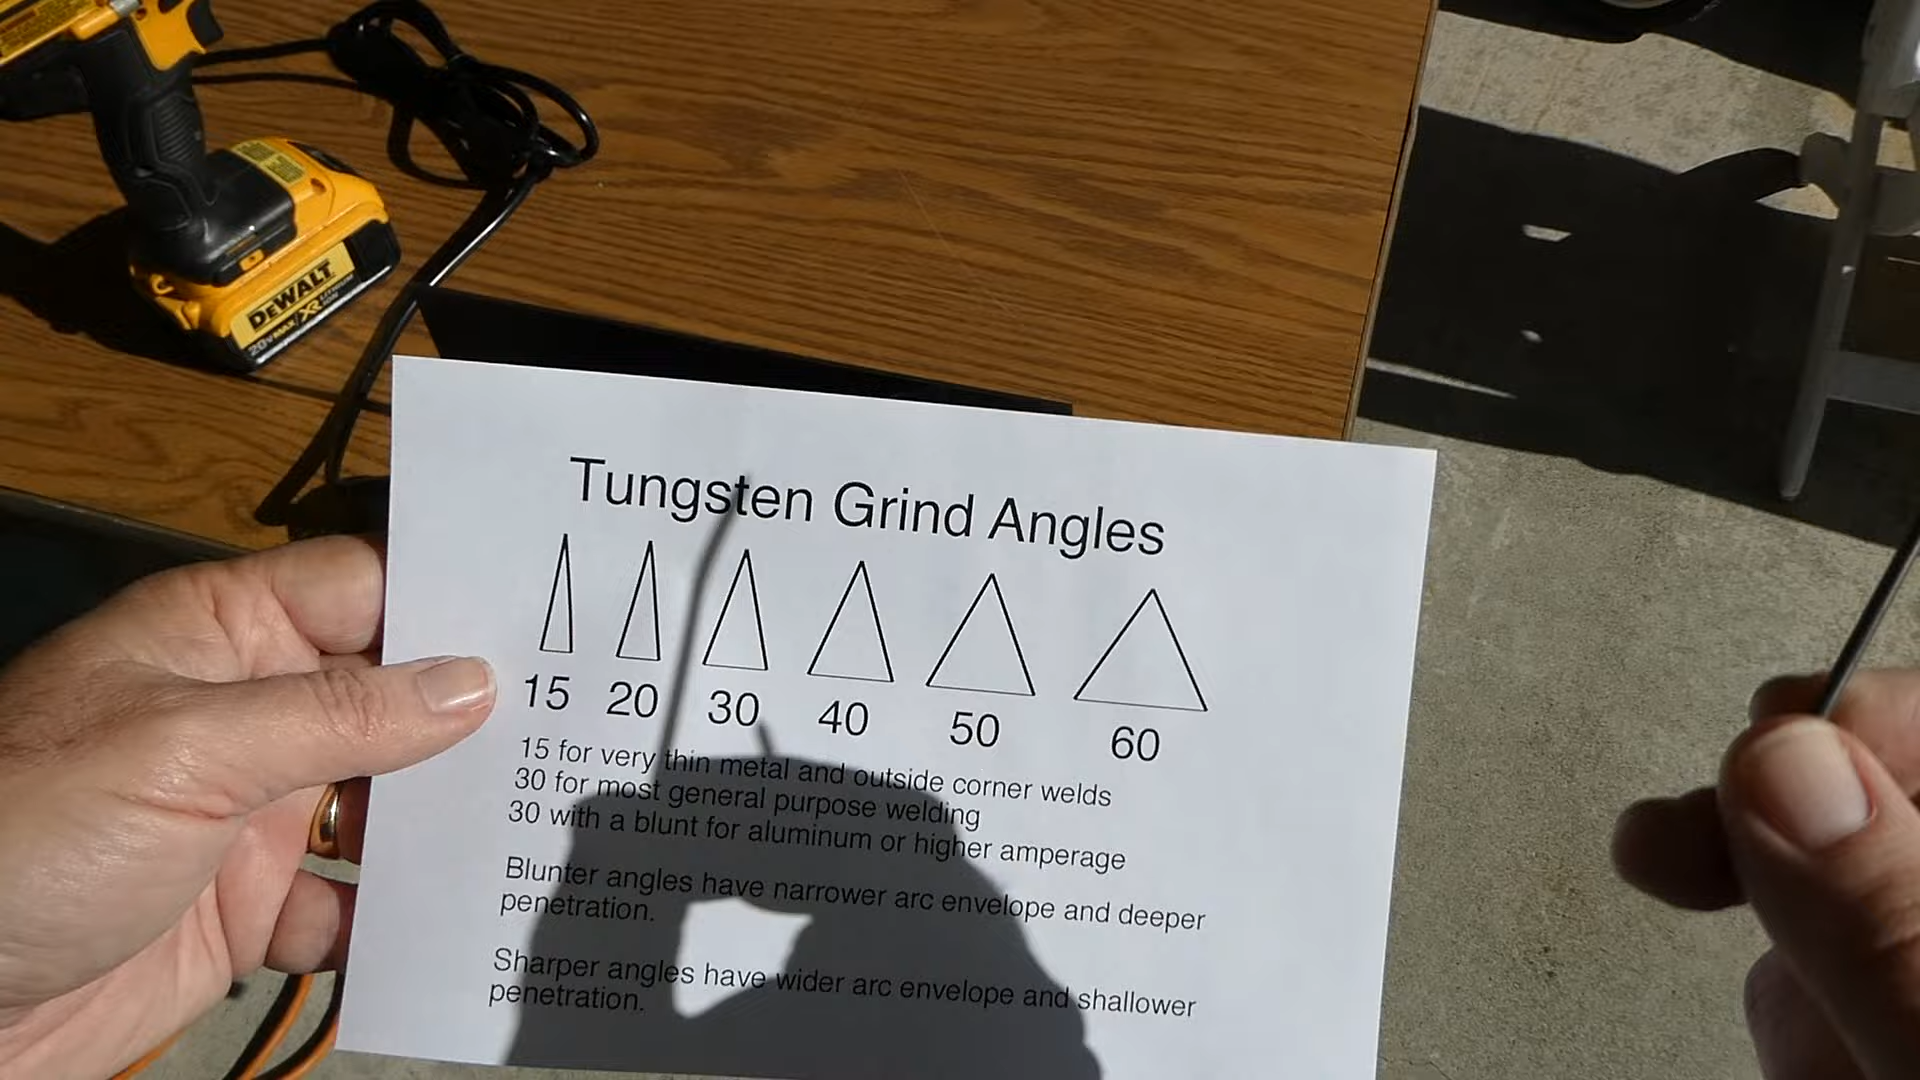 DEWALT
20V MAX XR LITHIUM ION
Tungsten Grind Angles
15 20 30 40 50 60
15 for very thin metal and outside corner welds
30 for most general purpose welding
30 with a blunt for aluminum or higher amperage
Blunter angles have narrower arc envelope and deeper
penetration.
Sharper angles have wider arc envelope and shallower
penetration.